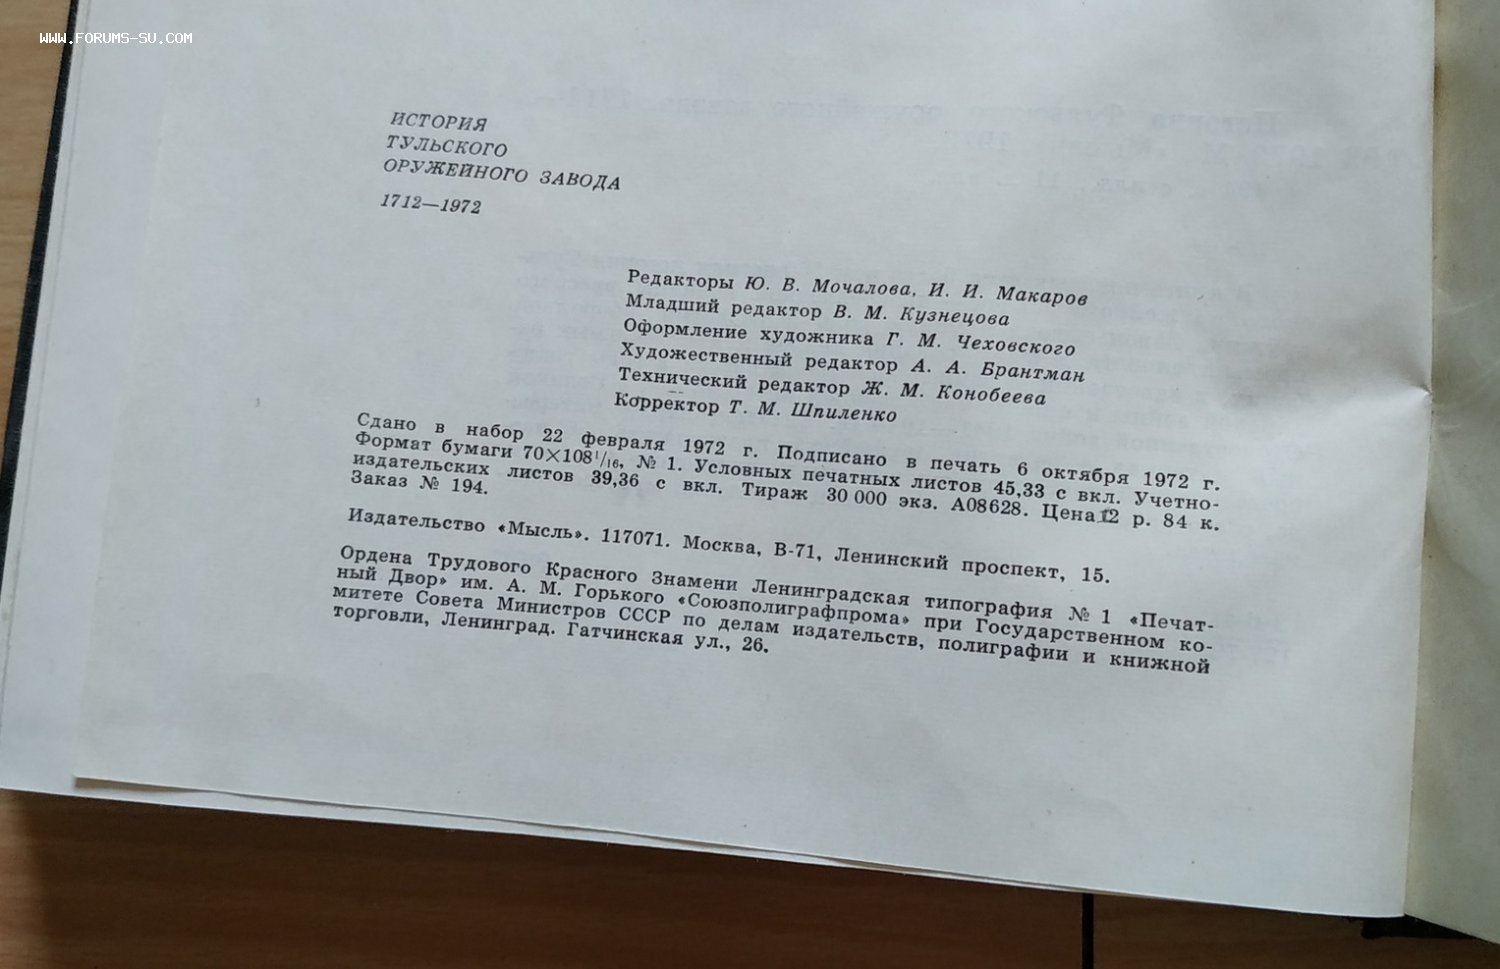 WWW.FORUMS-SU.COM
ИСТОРИЯ
ТУЛЬСКОГО
ОРУЖЕЙНОГО ЗАВОДА
1712—1972
Редакторы Ю. В. Мочалова, И. И. Макаров
Младший редактор В. М. Кузнецова
Оформление художника Г. М. Чеховского
Художественный редактор А. А. Брантман
Технический редактор Ж. М. Конобеева
Корректор Т. М. Шпиленко
Сдано в набор 22 февраля 1972 г. Подписано в печать 6 октября 1972 г.
Формат бумаги 70×108¹/₁₆, № 1. Условных печатных листов 45,33 с вкл. Учетно-
издательских листов 39,36 с вкл. Тираж 30 000 экз. А08628. Цена 2 р. 84 к.
Заказ № 194.
Издательство «Мысль». 117071. Москва, В-71, Ленинский проспект, 15.
Ордена Трудового Красного Знамени Ленинградская типография № 1 «Печат-
ный Двор» им. А. М. Горького «Союзполиграфпрома» при Государственном ко-
митете Совета Министров СССР по делам издательств, полиграфии и книжной
торговли, Ленинград. Гатчинская ул., 26.